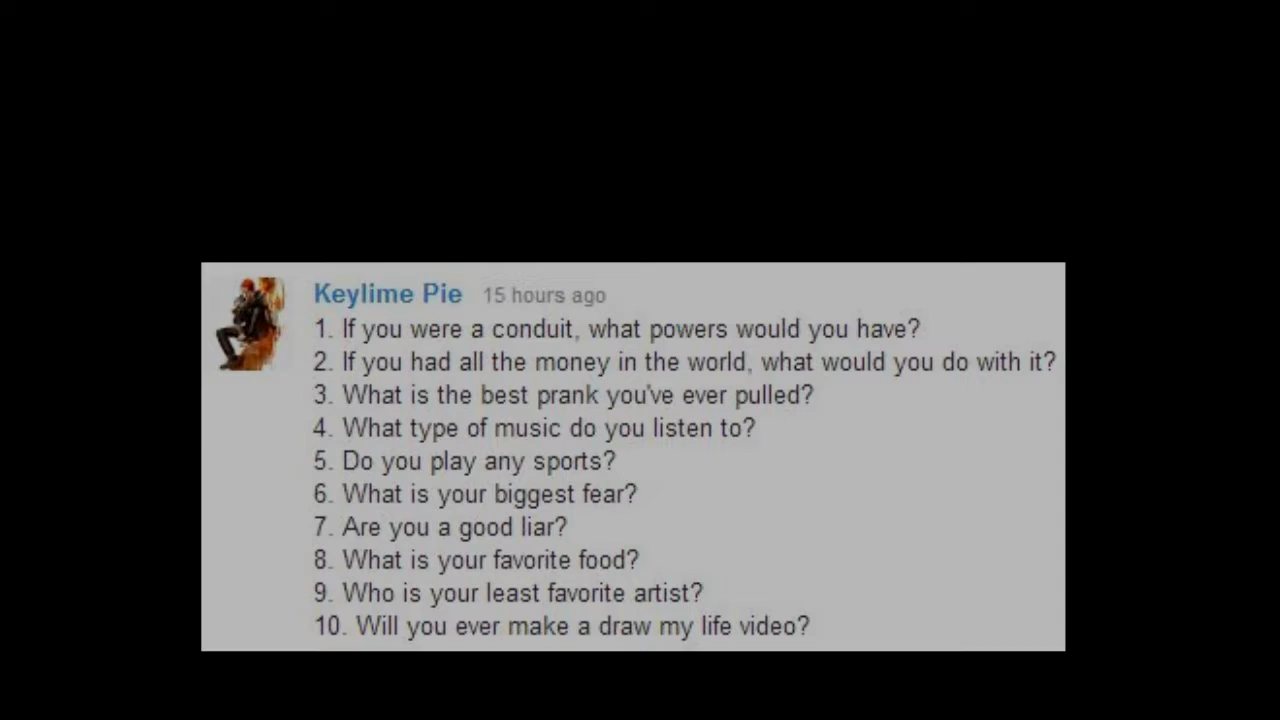 Keylime Pie 15 hours ago
1. If you were a conduit, what powers would you have?
2. If you had all the money in the world, what would you do with it?
3. What is the best prank you've ever pulled?
4. What type of music do you listen to?
5. Do you play any sports?
6. What is your biggest fear?
7. Are you a good liar?
8. What is your favorite food?
9. Who is your least favorite artist?
10. Will you ever make a draw my life video?